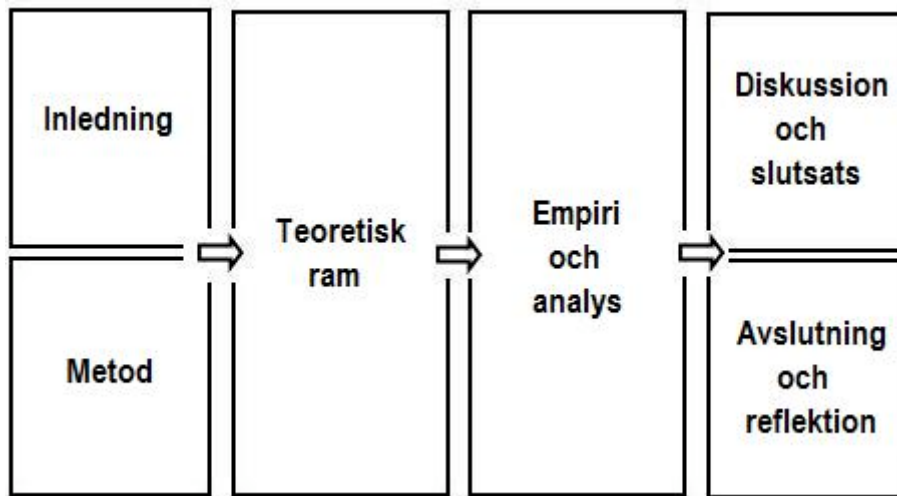 Inledning
Metod
Teoretisk
ram
Empiri
och
analys
Diskussion
och
slutsats
Avslutning
och
reflektion